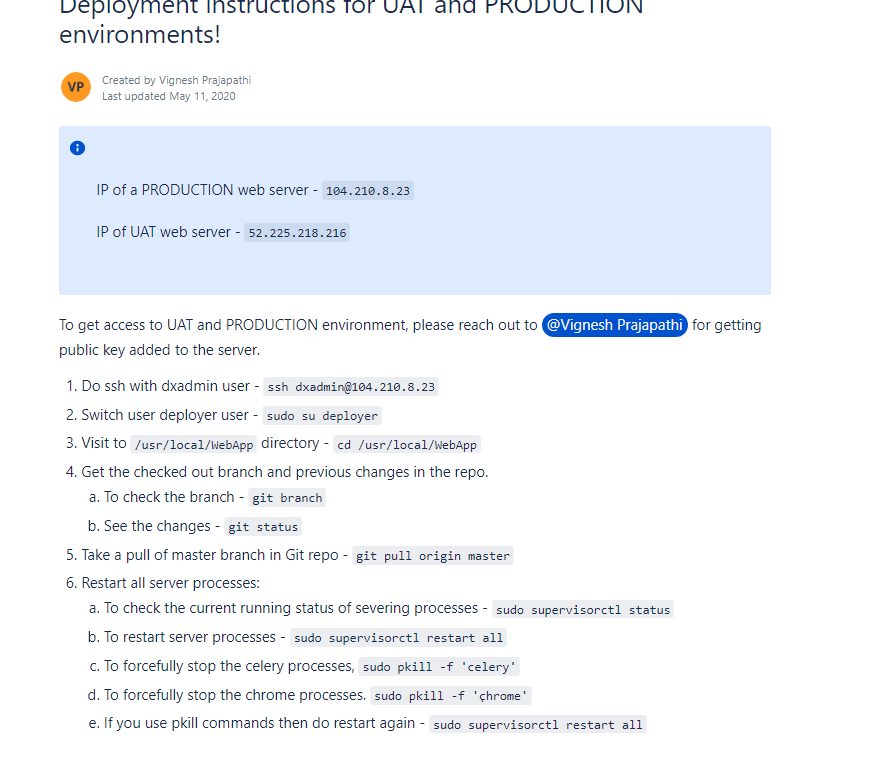 Deployment Instructions for UAT and PRODUCTION
environments!
VP
Created by Vignesh Prajapathi
Last updated May 11, 2020
IP of a PRODUCTION web server - 104.210.8.23
IP of UAT web server - 52.225.218.216
To get access to UAT and PRODUCTION environment, please reach out to @Vignesh Prajapathi for getting
public key added to the server.
1. Do ssh with dxadmin user - ssh dxadmin@104.210.8.23
2. Switch user deployer user - sudo su deployer
3. Visit to /usr/local/WebApp directory - cd /usr/local/WebApp
4. Get the checked out branch and previous changes in the repo.
a. To check the branch - git branch
b. See the changes - git status
5. Take a pull of master branch in Git repo - git pull origin master
6. Restart all server processes:
a. To check the current running status of severing processes - sudo supervisorctl status
b. To restart server processes - sudo supervisorctl restart all
c. To forcefully stop the celery processes, sudo pkill -f 'celery'
d. To forcefully stop the chrome processes. sudo pkill -f 'çhrome'
e. If you use pkill commands then do restart again - sudo supervisorctl restart all